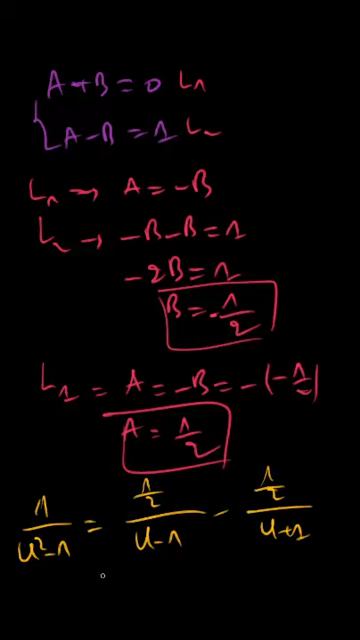 A + B = 0 L1
A - B = 1 L2
L1 → A = -B
L2 → -B - B = 1
-2B = 1
B = -1/2
L1 = A = -B = -(-1/2)
A = 1/2
1/(u²-1) = (1/2)/(u-1) - (1/2)/(u+1)